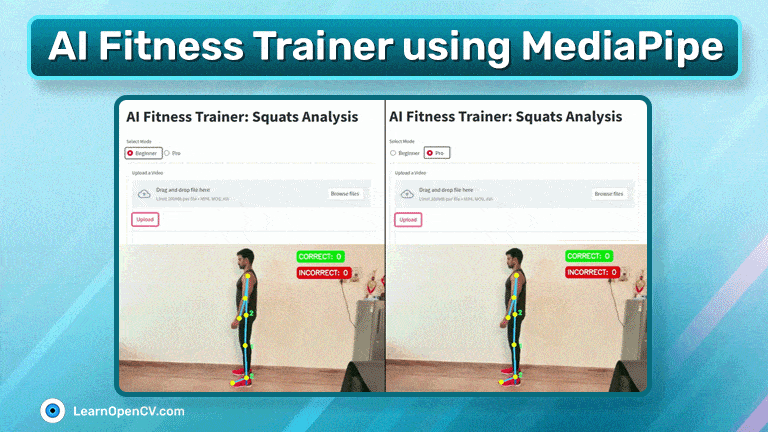 AI Fitness Trainer using MediaPipe
AI Fitness Trainer: Squats Analysis
Select Mode
Beginner Pro
Upload a Video
Drag and drop file here
Limit 200MB per file • MP4, MOV, AVI
Browse files
Upload
CORRECT: 0
INCORRECT: 0
2
AI Fitness Trainer: Squats Analysis
Select Mode
Beginner Pro
Upload a Video
Drag and drop file here
Limit 200MB per file • MP4, MOV, AVI
Browse files
Upload
CORRECT: 0
INCORRECT: 0
2
LearnOpenCV.com